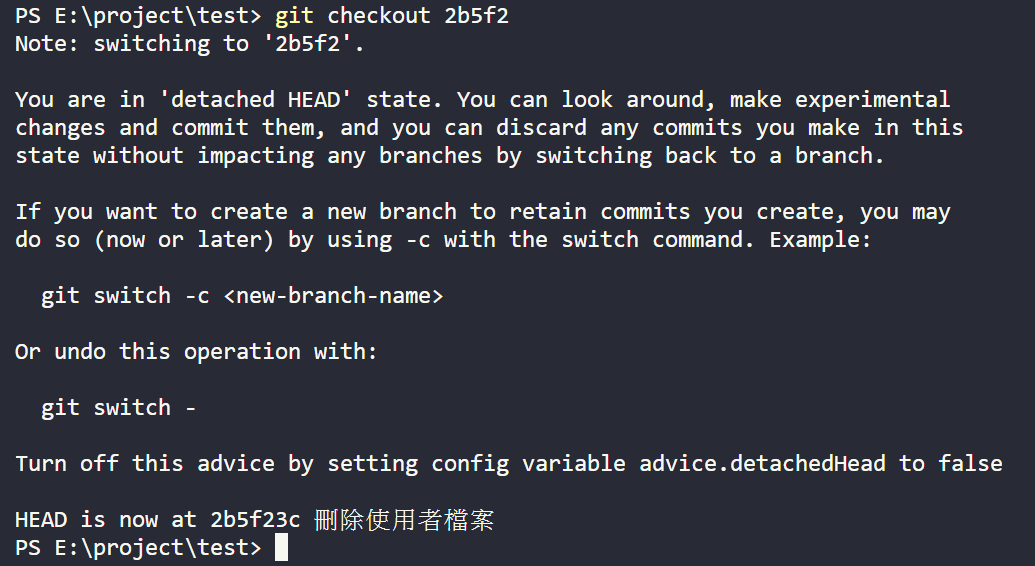 PS E:\project\test> git checkout 2b5f2
Note: switching to '2b5f2'.
You are in 'detached HEAD' state. You can look around, make experimental
changes and commit them, and you can discard any commits you make in this
state without impacting any branches by switching back to a branch.
If you want to create a new branch to retain commits you create, you may
do so (now or later) by using -c with the switch command. Example:
git switch -c <new-branch-name>
Or undo this operation with:
git switch -
Turn off this advice by setting config variable advice.detachedHead to false
HEAD is now at 2b5f23c 刪除使用者檔案
PS E:\project\test>